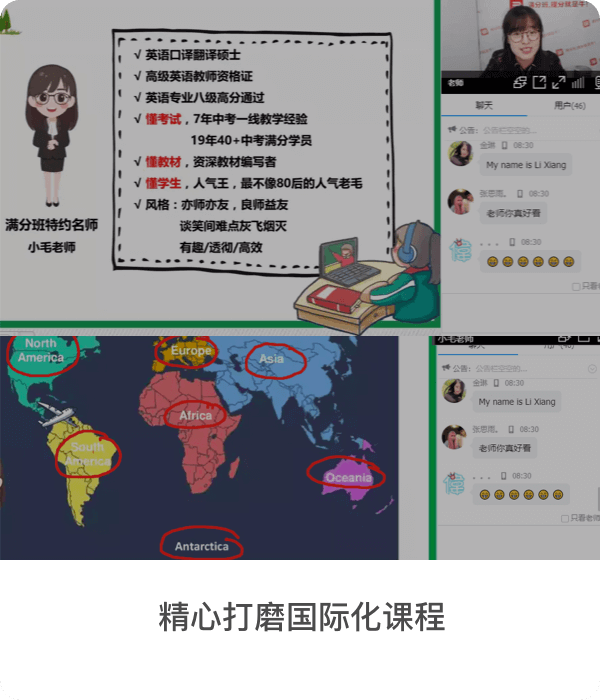 √ 英语口译翻译硕士
√ 高级英语教师资格证
√ 英语专业八级高分通过
√ 懂考试，7年中考一线教学经验
19年40+中考满分学员
√ 懂教材，资深教材编写者
√ 懂学生，人气王，最不像80后的人气老毛
√ 风格：亦师亦友，良师益友
谈笑间难点灰飞烟灭
有趣/透彻/高效
满分班特约名师
小毛老师
老师
聊天
用户(46)
公告：公告栏空空的...
金琳 08:30
My name is Li Xiang
张思雨。 08:30
老师你真好看
。。。 08:30
😄😄😄😄😄😄
North
America
Europe
Asia
Africa
South
America
Oceania
Antarctica
小毛老师
公告：公告栏空空的...
金琳 08:30
My name is Li Xiang
张思雨。 08:30
老师你真好看
。。。 08:30
😄😄😄😄😄😄
只看老师
精心打磨国际化课程